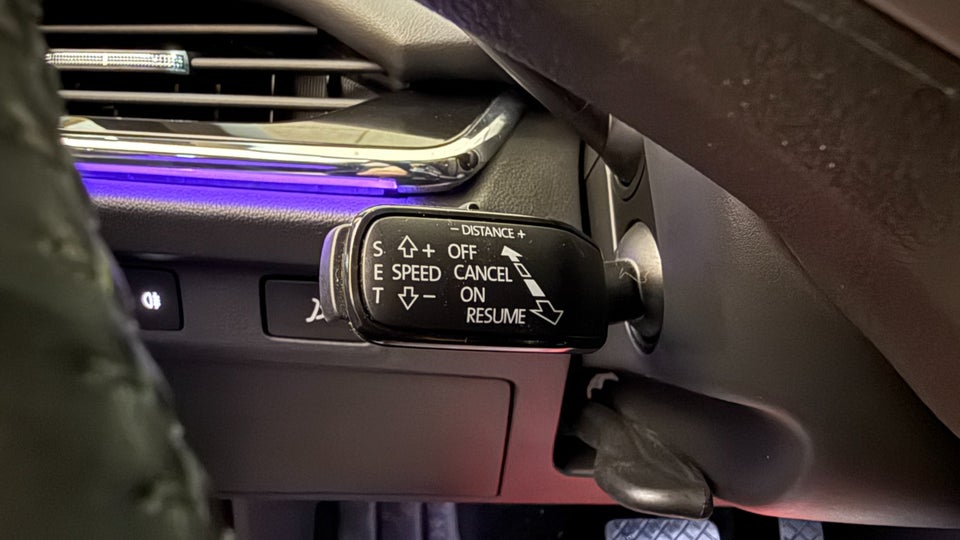 − DISTANCE +
S + OFF
E SPEED CANCEL
T − ON
RESUME